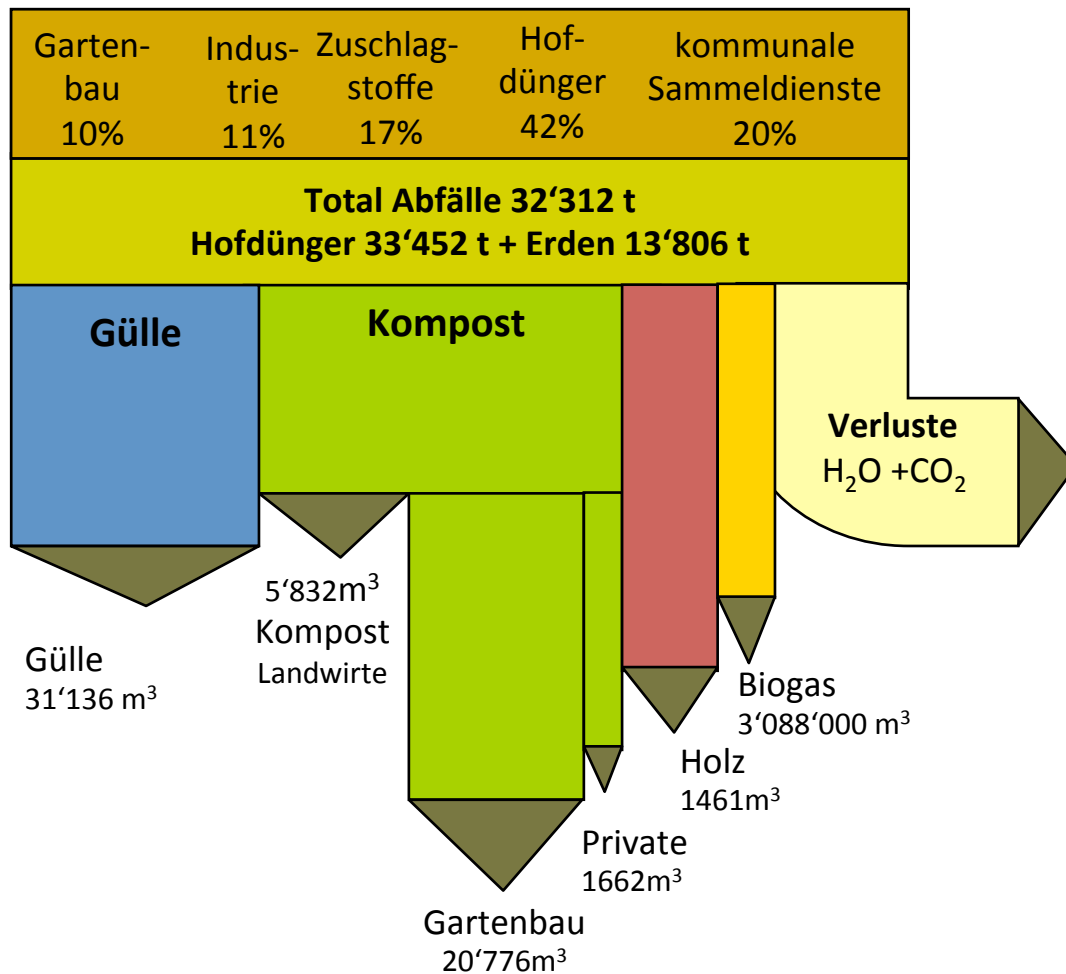 Garten-
bau
10%
Indus-
trie
11%
Zuschlag-
stoffe
17%
Hof-
dünger
42%
kommunale
Sammeldienste
20%
Total Abfälle 32‘312 t
Hofdünger 33‘452 t + Erden 13‘806 t
Gülle
Kompost
Verluste
H₂O +CO₂
Gülle
31‘136 m³
5‘832m³
Kompost
Landwirte
Biogas
3‘088‘000 m³
Holz
1461m³
Private
1662m³
Gartenbau
20‘776m³